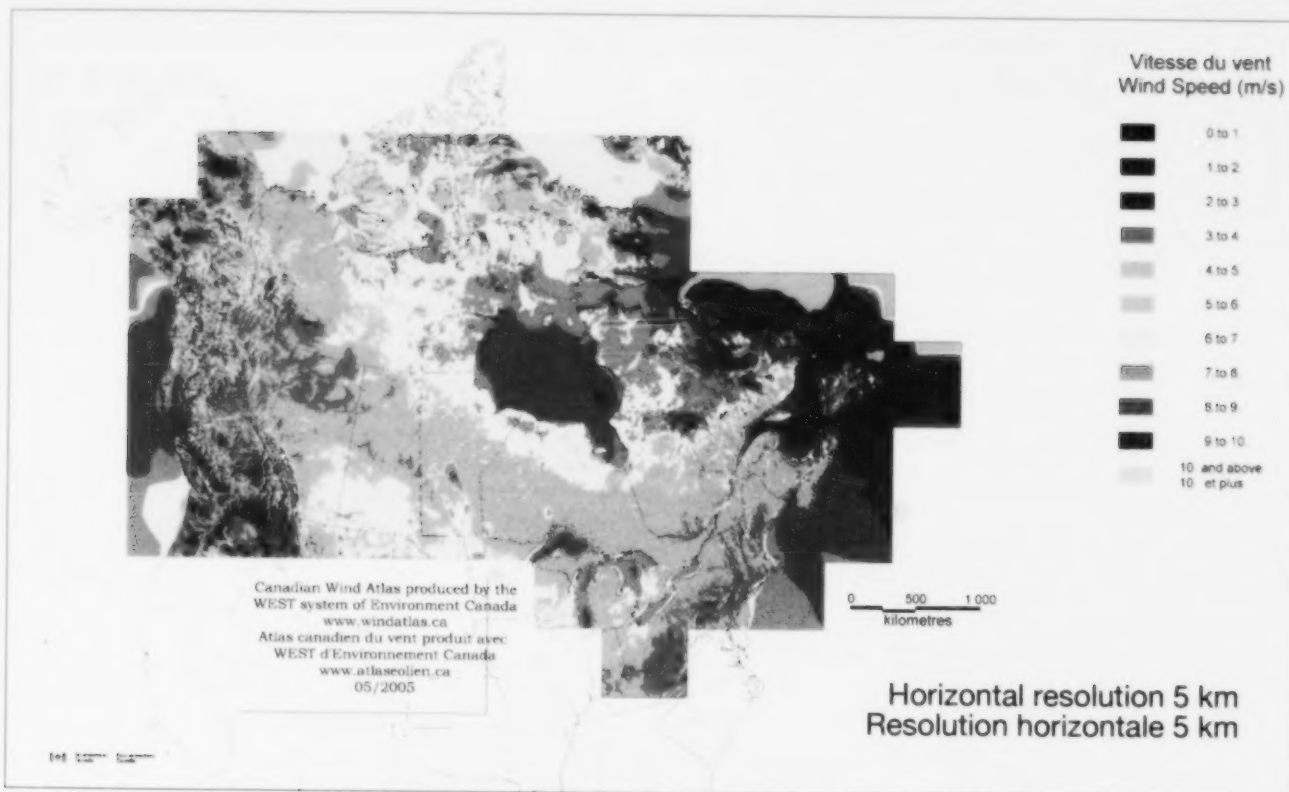 Vitesse du vent
Wind Speed (m/s)
0 to 1
1 to 2
2 to 3
3 to 4
4 to 5
5 to 6
6 to 7
7 to 8
8 to 9
9 to 10
10 and above
10 et plus
Canadian Wind Atlas produced by the
WEST system of Environment Canada
www.windatlas.ca
Atlas canadien du vent produit avec
WEST d'Environnement Canada
www.atlaseolien.ca
05/2005
0 500 1 000
kilometres
Horizontal resolution 5 km
Resolution horizontale 5 km